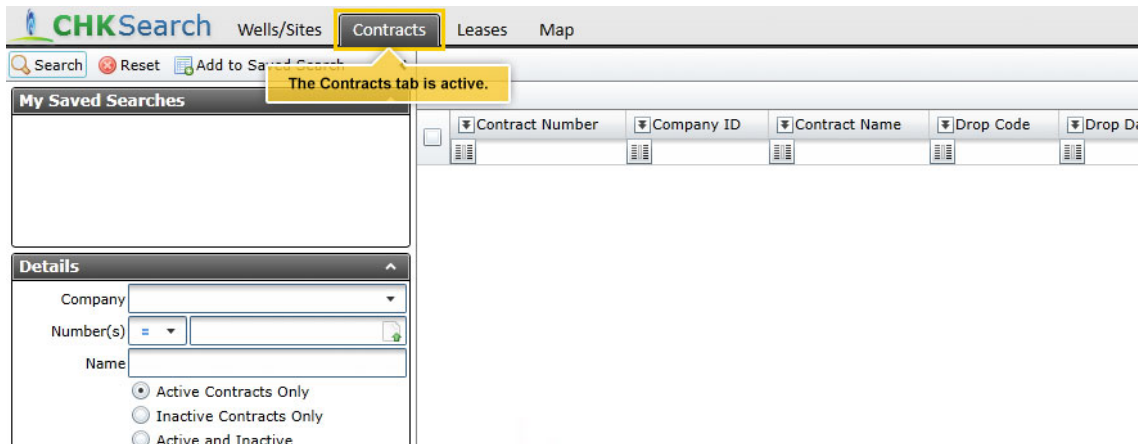 CHKSearch Wells/Sites Contracts Leases Map
Search Reset Add to Saved Search
The Contracts tab is active.
My Saved Searches
Contract Number Company ID Contract Name Drop Code Drop
Details
Company
Number(s) =
Name
Active Contracts Only
Inactive Contracts Only
Active and Inactive